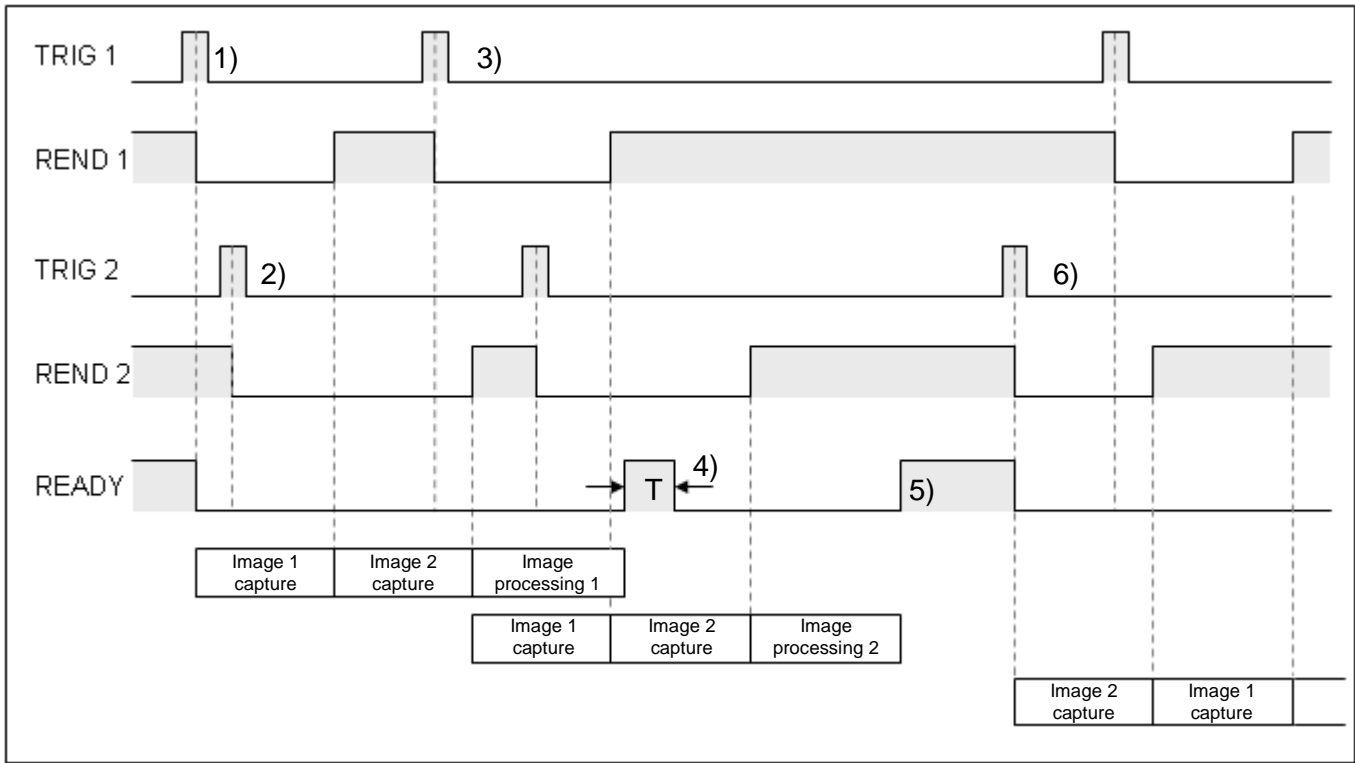 TRIG 1
1)
3)
REND 1
TRIG 2
2)
6)
REND 2
READY
T
4)
5)
Image 1
capture
Image 2
capture
Image
processing 1
Image 1
capture
Image 2
capture
Image
processing 2
Image 2
capture
Image 1
capture